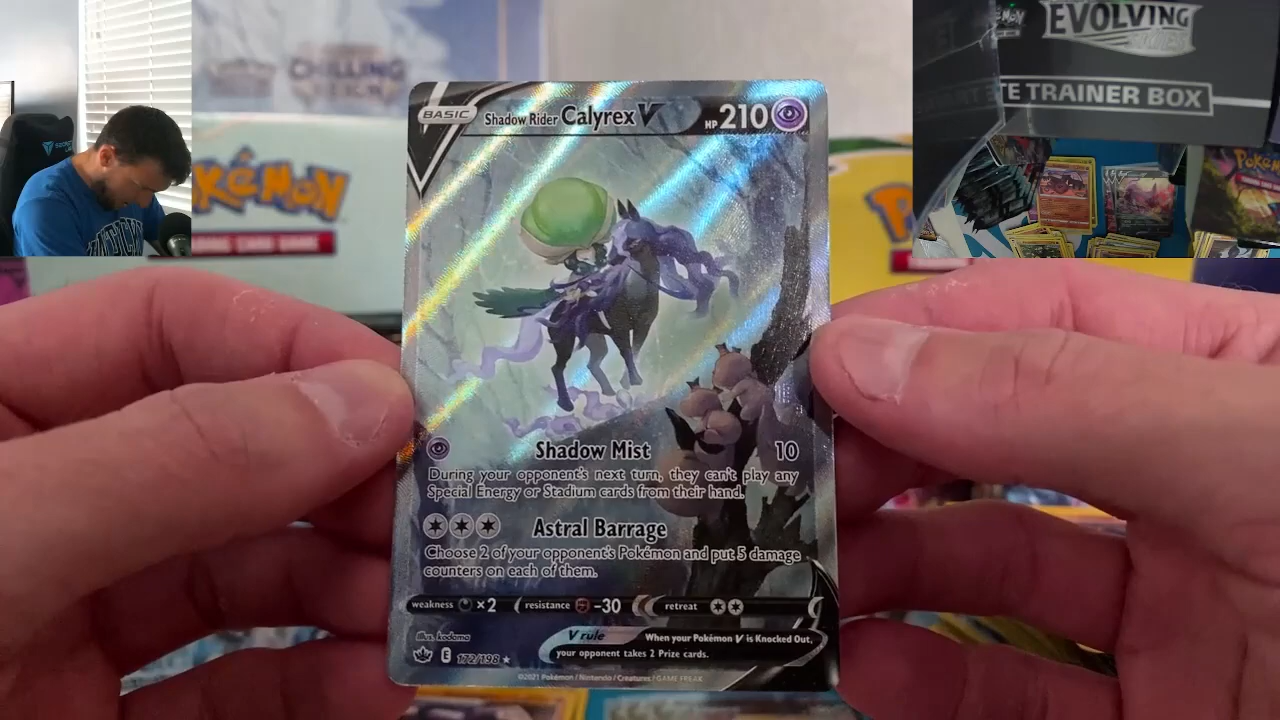 CHILLING
REIGN
POKéMON
TRADING CARD GAME
EVOLVING
TE TRAINER BOX
Pokémon
BASIC Shadow Rider Calyrex V HP 210
Shadow Mist 10
During your opponent's next turn, they can't play any
Special Energy or Stadium cards from their hand.
Astral Barrage
Choose 2 of your opponent's Pokémon and put 5 damage
counters on each of them.
weakness ×2 resistance -30 retreat
Illus. kodama
V rule When your Pokémon V is Knocked Out,
your opponent takes 2 Prize cards.
E 172/198
©2021 Pokémon / Nintendo / Creatures / GAME FREAK